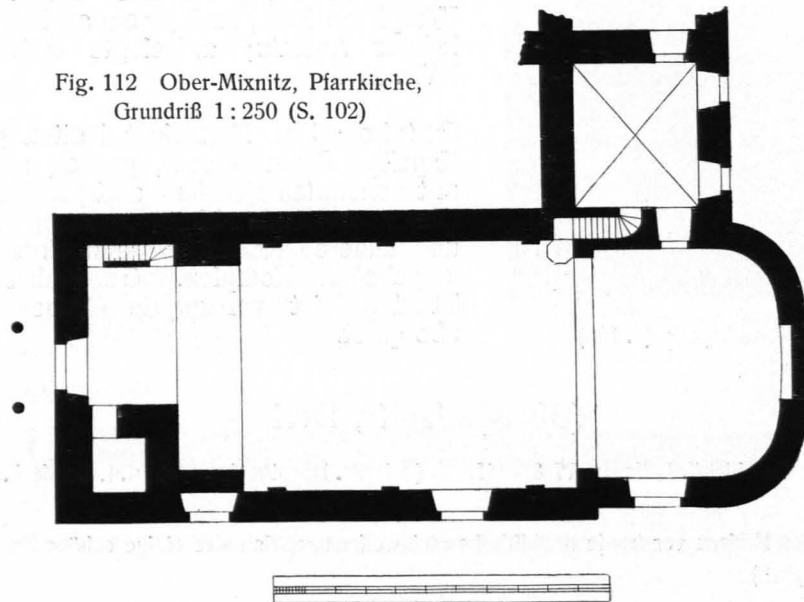 Fig. 112 Ober-Mixnitz, Pfarrkirche,
Grundriß 1 : 250 (S. 102)